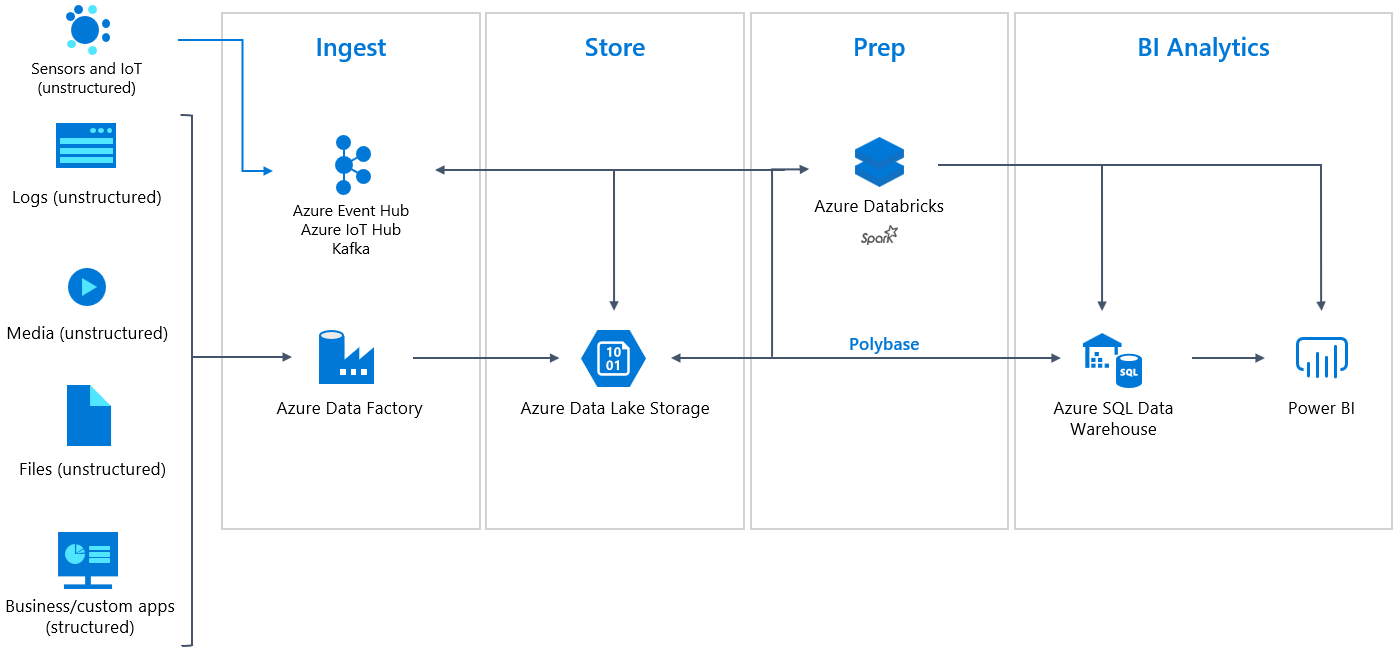 Ingest
Store
Prep
BI Analytics
Sensors and IoT
(unstructured)
Logs (unstructured)
Media (unstructured)
Files (unstructured)
Business/custom apps
(structured)
Azure Event Hub
Azure IoT Hub
Kafka
Azure Data Factory
10
01
Azure Data Lake Storage
Azure Databricks
Spark
Polybase
SQL
Azure SQL Data
Warehouse
Power BI